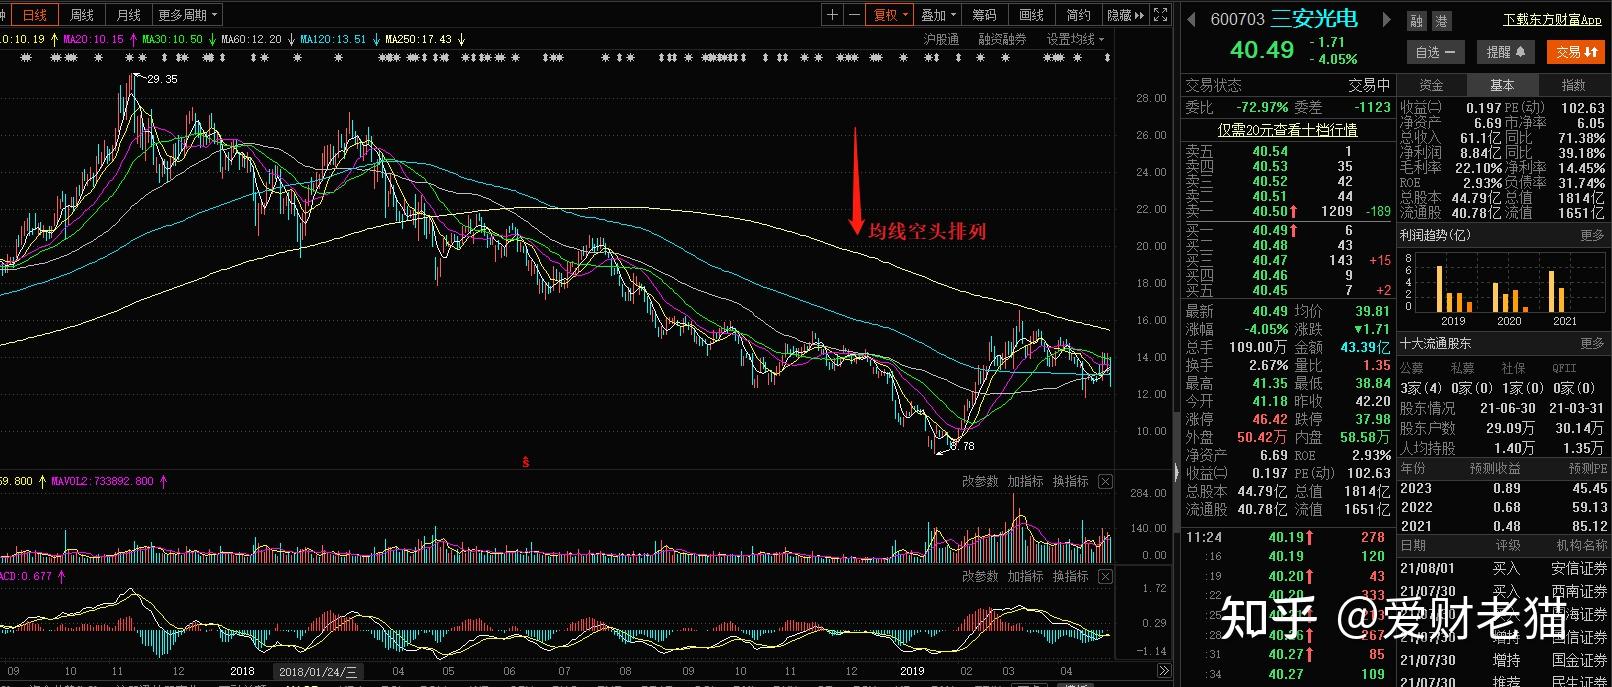 日线 周线 月线 更多周期
复权 叠加 筹码 画线 简约 隐藏
0:10.19 MA20:10.15 MA30:10.50 MA60:12.20 MA120:13.51 MA250:17.43
沪股通 融资融券 设置均线
29.35
28.00
26.00
24.00
22.00
20.00
18.00
16.00
14.00
12.00
10.00
均线空头排列
8.78
59.800 MAVOL2:733892.800
改参数 加指标 换指标
284.00
140.00
0.00
ACD:0.677
改参数 加指标 换指标
1.72
0.29
-1.14
09 10 11 12 2018 2018/01/24/三 04 05 06 07 08 09 10 11 12 2019 02 03 04
600703 三安光电 融 港
下载东方财富App
40.49 -1.71
-4.05%
自选 提醒 交易
交易状态 交易中
委比 -72.97% 委差 -1123
仅需20元查看十档行情
卖五 40.54 1
卖四 40.53 35
卖三 40.52 42
卖二 40.51 44
卖一 40.50 1209 -189
买一 40.49 6
买二 40.48 43
买三 40.47 143 +15
买四 40.46 9
买五 40.45 7 +2
最新 40.49 均价 39.81
涨幅 -4.05% 涨跌 ▼1.71
总手 109.00万 金额 43.39亿
换手 2.67% 量比 1.35
最高 41.35 最低 38.84
今开 41.18 昨收 42.20
涨停 46.42 跌停 37.98
外盘 50.42万 内盘 58.58万
净资产 6.69 ROE 2.93%
收益(二) 0.197 PE(动) 102.63
总股本 44.79亿 总值 1814亿
流通股 40.78亿 流值 1651亿
11:24 40.19 278
:16 40.19 120
:19 40.20 43
:22 40.20 333
:28 267
:31 40.27 85
:34 40.27 109
资金 基本 指数
收益(二) 0.197 PE(动) 102.63
净资产 6.69 市净率 6.05
总收入 61.1亿 同比 71.38%
净利润 8.84亿 同比 39.18%
毛利率 22.10% 净利率 14.45%
ROE 2.93% 负债率 31.74%
总股本 44.79亿 总值 1814亿
流通股 40.78亿 流值 1651亿
利润趋势(亿) 更多
8
6
4
2
0
2019 2020 2021
十大流通股东 更多
公募 私募 社保 QFII
3家(4) 0家(0) 1家(0) 0家(0)
股东情况 21-06-30 21-03-31
股东户数 29.09万 30.14万
人均持股 1.40万 1.35万
年份 预测收益 预测PE
2023 0.89 45.45
2022 0.68 59.13
2021 0.48 85.12
日期 评级 机构名称
21/08/01 买入 安信证券
21/07/30 买入 西南证券
21/07/30 增持 国金证券
21/07/30 推荐 民生证券
知乎 @爱财老猫